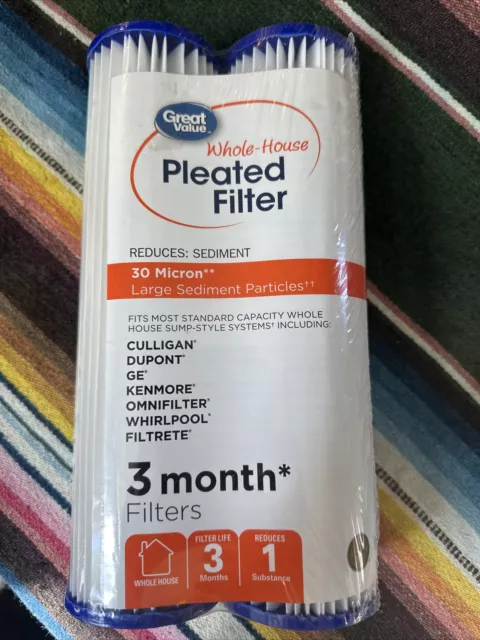 Great
Value™
Whole-House
Pleated
Filter
REDUCES: SEDIMENT
30 Micron**
Large Sediment Particles††
FITS MOST STANDARD CAPACITY WHOLE
HOUSE SUMP-STYLE SYSTEMS† INCLUDING:
CULLIGAN®
DUPONT®
GE®
KENMORE®
OMNIFILTER®
WHIRLPOOL®
FILTRETE®
3 month*
Filters
WHOLE HOUSE
FILTER LIFE
3
Months
REDUCES
1
Substance